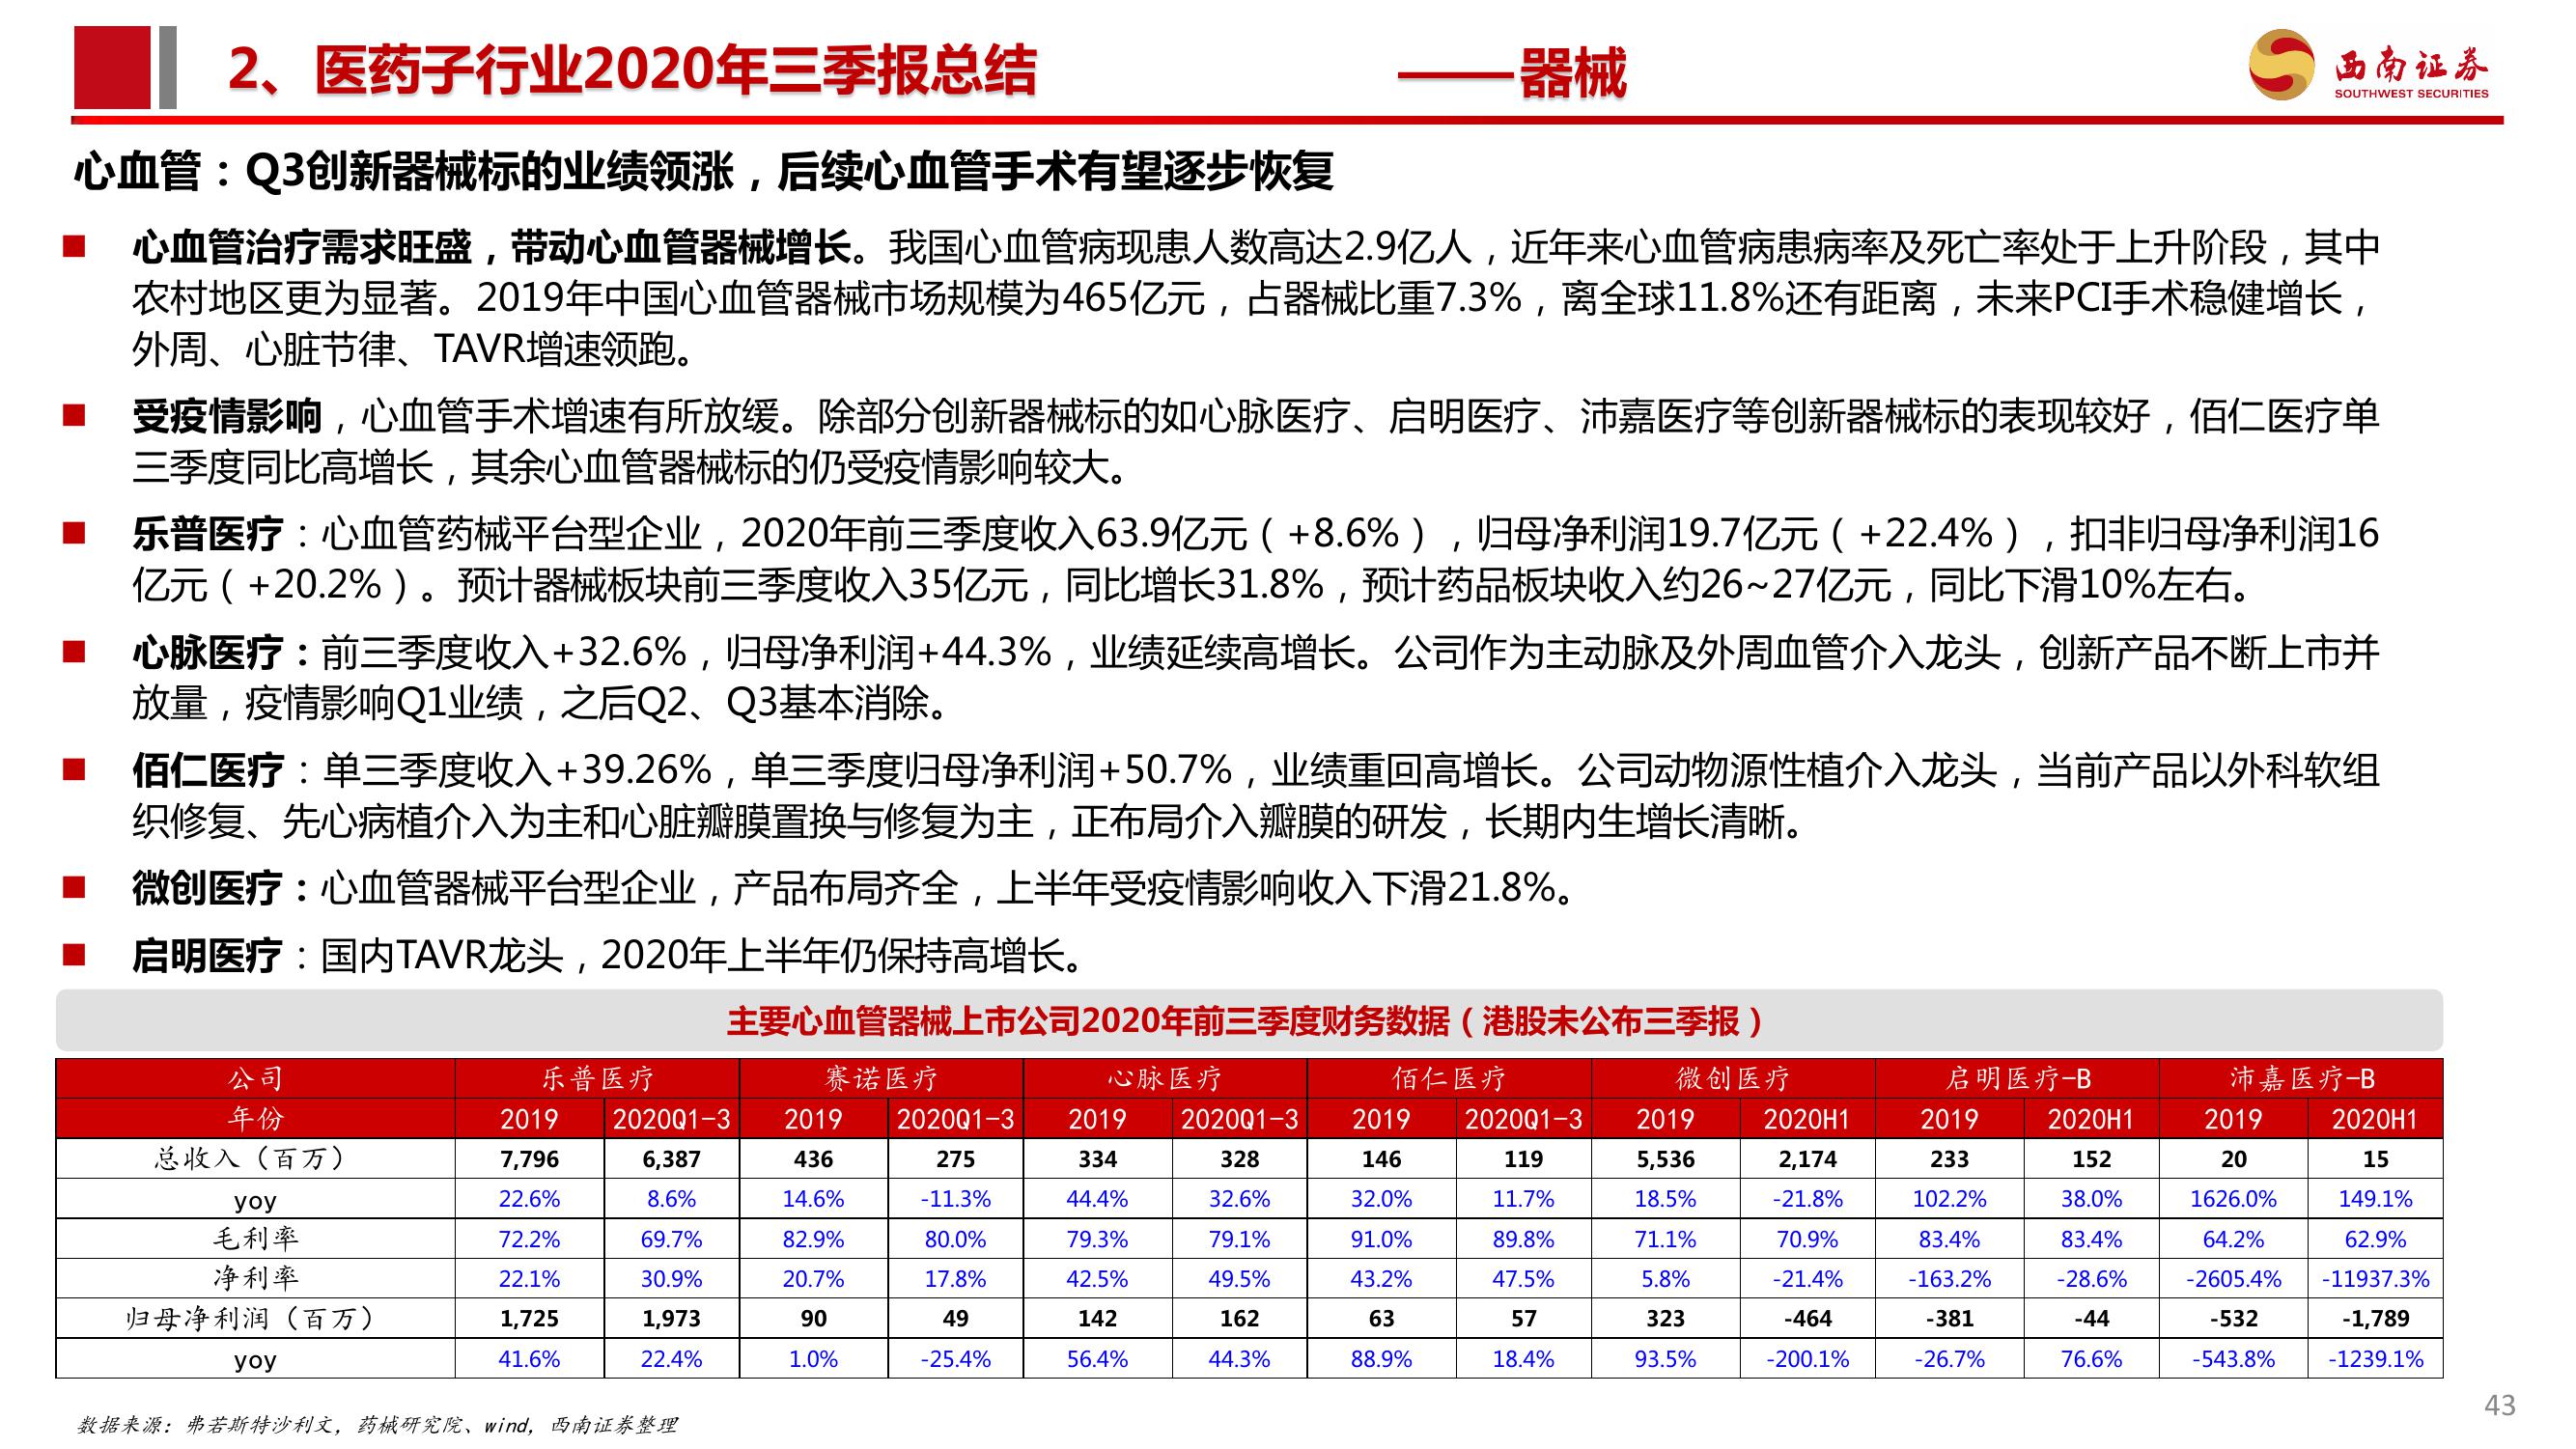 2、医药子行业2020年三季报总结 ——器械
西南证券
SOUTHWEST SECURITIES
心血管：Q3创新器械标的业绩领涨，后续心血管手术有望逐步恢复
■ 心血管治疗需求旺盛，带动心血管器械增长。我国心血管病现患人数高达2.9亿人，近年来心血管病患病率及死亡率处于上升阶段，其中
农村地区更为显著。2019年中国心血管器械市场规模为465亿元，占器械比重7.3%，离全球11.8%还有距离，未来PCI手术稳健增长，
外周、心脏节律、TAVR增速领跑。
■ 受疫情影响，心血管手术增速有所放缓。除部分创新器械标的如心脉医疗、启明医疗、沛嘉医疗等创新器械标的表现较好，佰仁医疗单
三季度同比高增长，其余心血管器械标的仍受疫情影响较大。
■ 乐普医疗：心血管药械平台型企业，2020年前三季度收入63.9亿元（+8.6%），归母净利润19.7亿元（+22.4%），扣非归母净利润16
亿元（+20.2%）。预计器械板块前三季度收入35亿元，同比增长31.8%，预计药品板块收入约26~27亿元，同比下滑10%左右。
■ 心脉医疗：前三季度收入+32.6%，归母净利润+44.3%，业绩延续高增长。公司作为主动脉及外周血管介入龙头，创新产品不断上市并
放量，疫情影响Q1业绩，之后Q2、Q3基本消除。
■ 佰仁医疗：单三季度收入+39.26%，单三季度归母净利润+50.7%，业绩重回高增长。公司动物源性植介入龙头，当前产品以外科软组
织修复、先心病植介入为主和心脏瓣膜置换与修复为主，正布局介入瓣膜的研发，长期内生增长清晰。
■ 微创医疗：心血管器械平台型企业，产品布局齐全，上半年受疫情影响收入下滑21.8%。
■ 启明医疗：国内TAVR龙头，2020年上半年仍保持高增长。
主要心血管器械上市公司2020年前三季度财务数据（港股未公布三季报）
公司 乐普医疗 赛诺医疗 心脉医疗 佰仁医疗 微创医疗 启明医疗-B 沛嘉医疗-B
年份 2019 2020Q1-3 2019 2020Q1-3 2019 2020Q1-3 2019 2020Q1-3 2019 2020H1 2019 2020H1 2019 2020H1
总收入（百万） 7,796 6,387 436 275 334 328 146 119 5,536 2,174 233 152 20 15
yoy 22.6% 8.6% 14.6% -11.3% 44.4% 32.6% 32.0% 11.7% 18.5% -21.8% 102.2% 38.0% 1626.0% 149.1%
毛利率 72.2% 69.7% 82.9% 80.0% 79.3% 79.1% 91.0% 89.8% 71.1% 70.9% 83.4% 83.4% 64.2% 62.9%
净利率 22.1% 30.9% 20.7% 17.8% 42.5% 49.5% 43.2% 47.5% 5.8% -21.4% -163.2% -28.6% -2605.4% -11937.3%
归母净利润（百万） 1,725 1,973 90 49 142 162 63 57 323 -464 -381 -44 -532 -1,789
yoy 41.6% 22.4% 1.0% -25.4% 56.4% 44.3% 88.9% 18.4% 93.5% -200.1% -26.7% 76.6% -543.8% -1239.1%
数据来源：弗若斯特沙利文，药械研究院、wind，西南证券整理
43